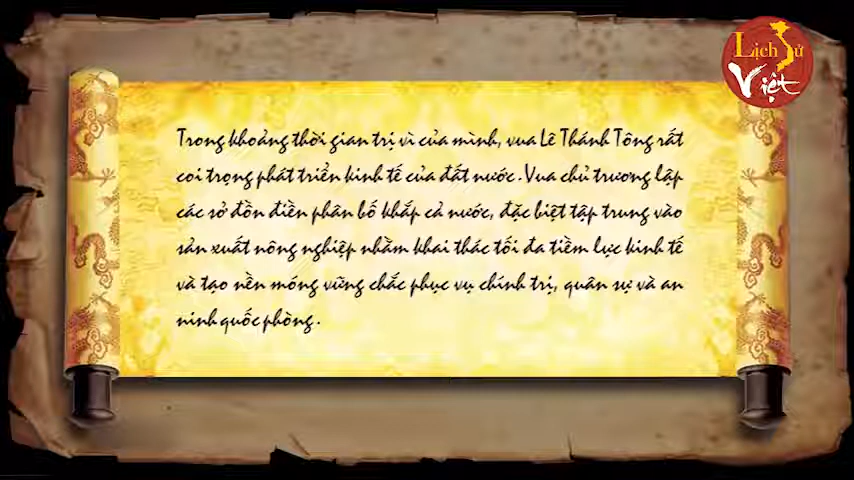 Lịch Sử
Việt
Trong khoảng thời gian trị vì của mình, vua Lê Thánh Tông rất
coi trọng phát triển kinh tế của đất nước. Vua chủ trương lập
các sở đồn điền phân bố khắp cả nước, đặc biệt tập trung vào
sản xuất nông nghiệp nhằm khai thác tối đa tiềm lực kinh tế
và tạo nền móng vững chắc phục vụ chính trị, quân sự và an
ninh quốc phòng.